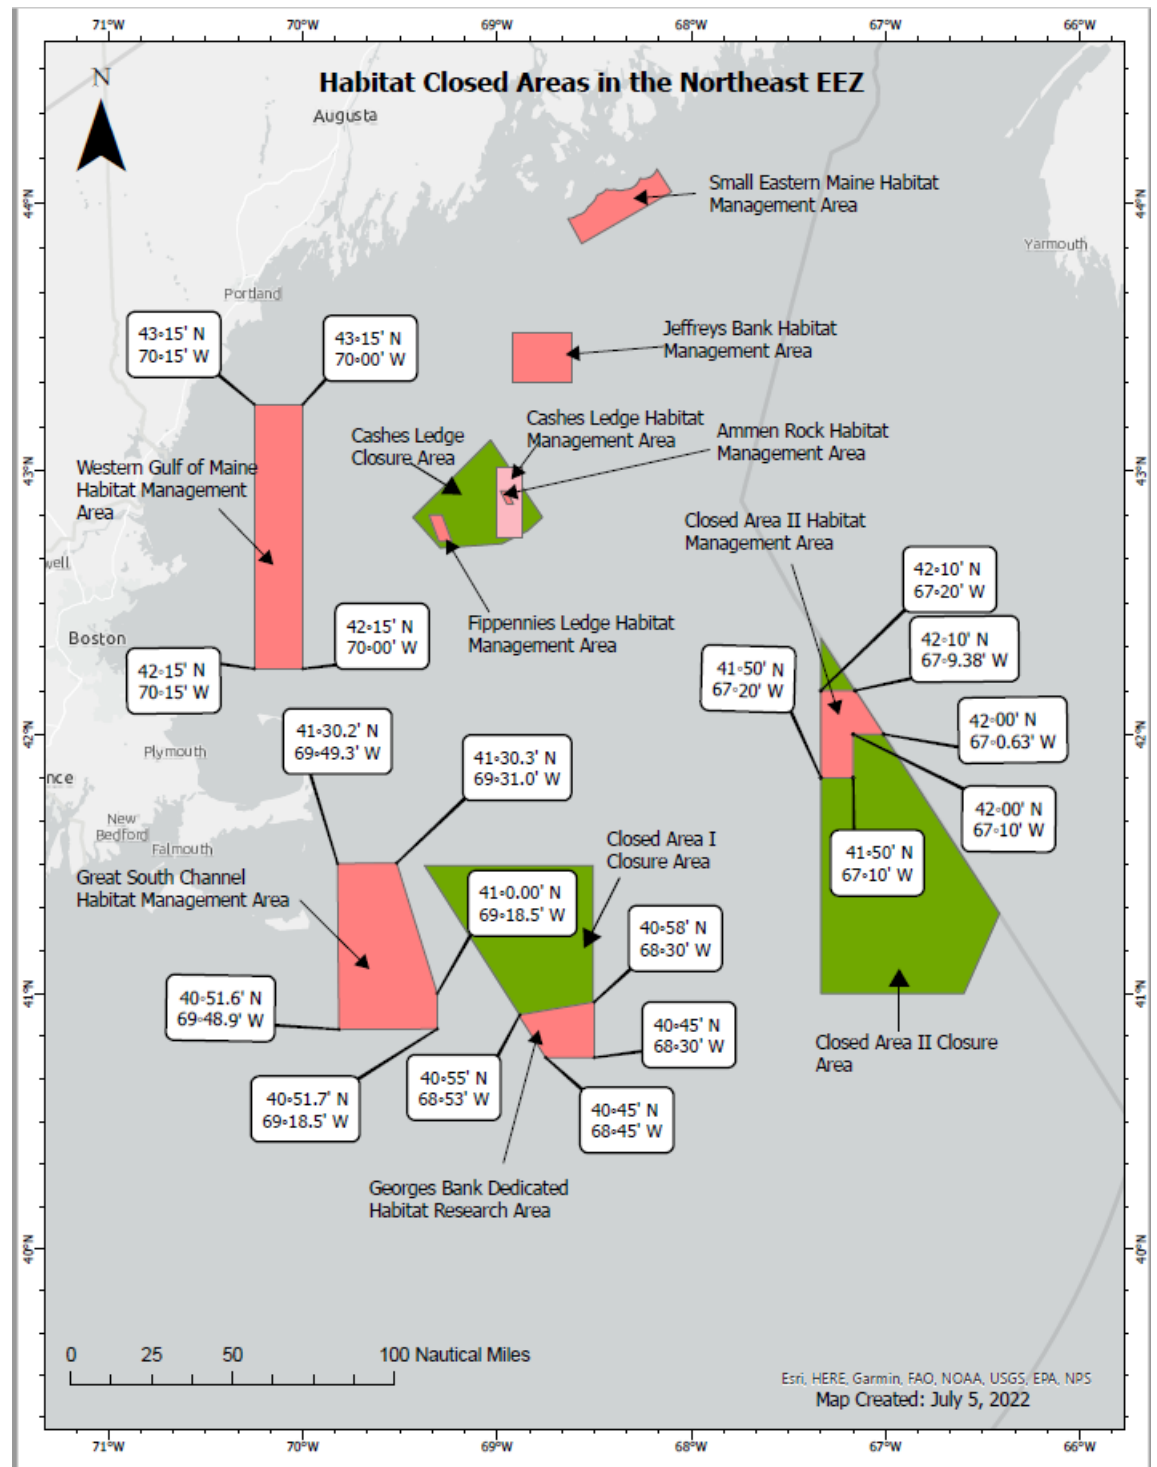 71°W 70°W 69°W 68°W 67°W 66°W
N
Habitat Closed Areas in the Northeast EEZ
Augusta
44°N
44°N
Small Eastern Maine Habitat
Management Area
Yarmouth
Portland
43∘15' N
70∘15' W
43∘15' N
70∘00' W
Jeffreys Bank Habitat
Management Area
Cashes Ledge
Closure Area
Cashes Ledge Habitat
Management Area
Ammen Rock Habitat
Management Area
43°N
43°N
Western Gulf of Maine
Habitat Management
Area
Closed Area II Habitat
Management Area
well
42∘10' N
67∘20' W
Boston
42∘15' N
70∘00' W
Fippennies Ledge Habitat
Management Area
42∘10' N
67∘9.38' W
42∘15' N
70∘15' W
41∘50' N
67∘20' W
42°N
42°N
41∘30.2' N
69∘49.3' W
42∘00' N
67∘0.63' W
Plymouth
41∘30.3' N
69∘31.0' W
nce
New
Bedford
42∘00' N
67∘10' W
Falmouth
Closed Area I
Closure Area
41∘50' N
67∘10' W
Great South Channel
Habitat Management Area
41∘0.00' N
69∘18.5' W
40∘58' N
68∘30' W
41°N
41°N
40∘51.6' N
69∘48.9' W
40∘45' N
68∘30' W
Closed Area II Closure
Area
40∘55' N
68∘53' W
40∘51.7' N
69∘18.5' W
40∘45' N
68∘45' W
Georges Bank Dedicated
Habitat Research Area
40°N
40°N
0 25 50 100 Nautical Miles
Esri, HERE, Garmin, FAO, NOAA, USGS, EPA, NPS
Map Created: July 5, 2022
71°W 70°W 69°W 68°W 67°W 66°W